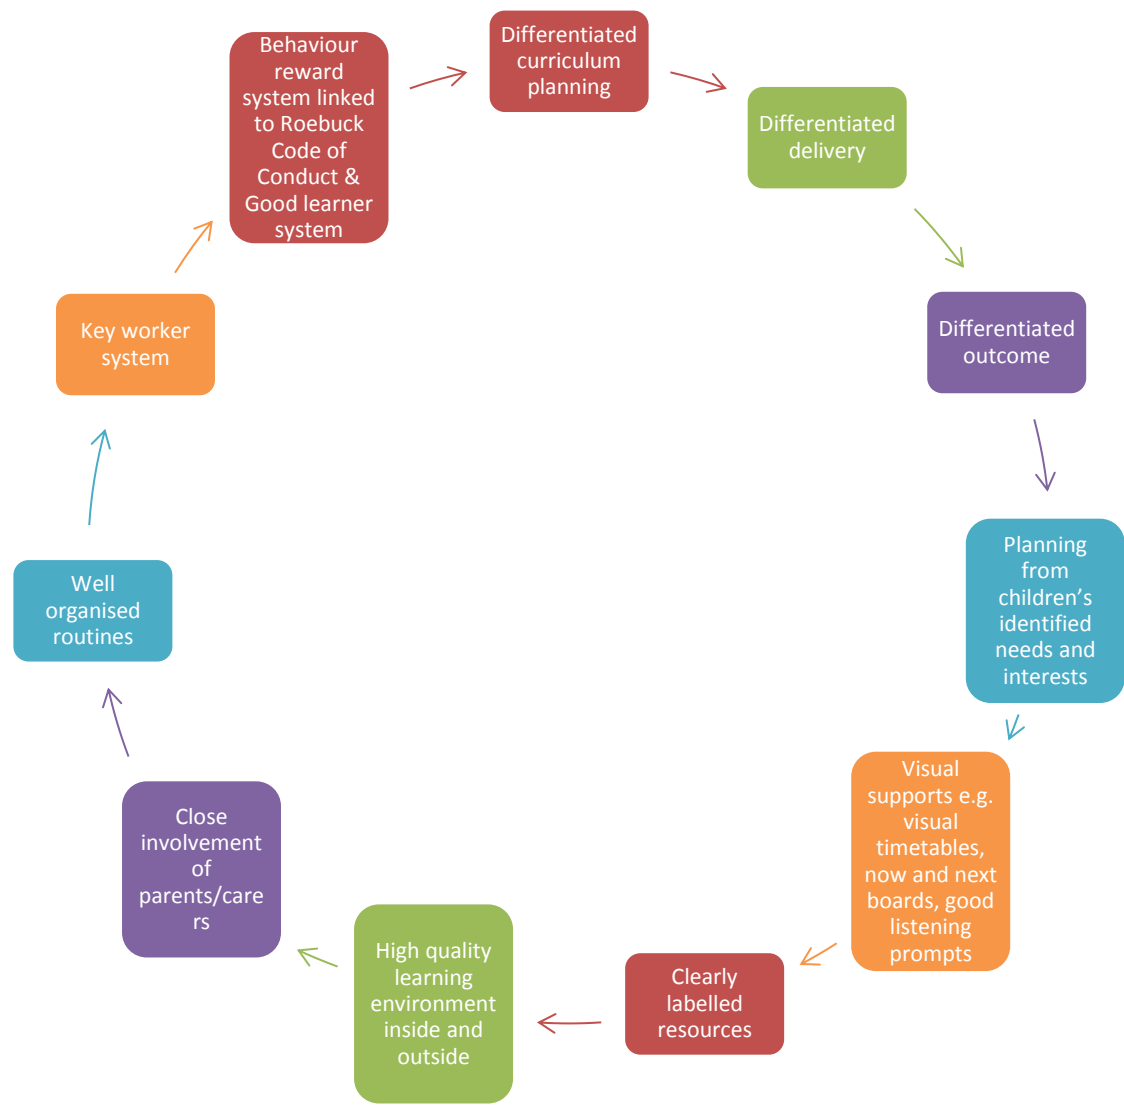 Differentiated
curriculum
planning
Differentiated
delivery
Differentiated
outcome
Planning
from
children’s
identified
needs and
interests
Visual
supports e.g.
visual
timetables,
now and next
boards, good
listening
prompts
Clearly
labelled
resources
High quality
learning
environment
inside and
outside
Close
involvement
of
parents/care
rs
Well
organised
routines
Key worker
system
Behaviour
reward
system linked
to Roebuck
Code of
Conduct &
Good learner
system